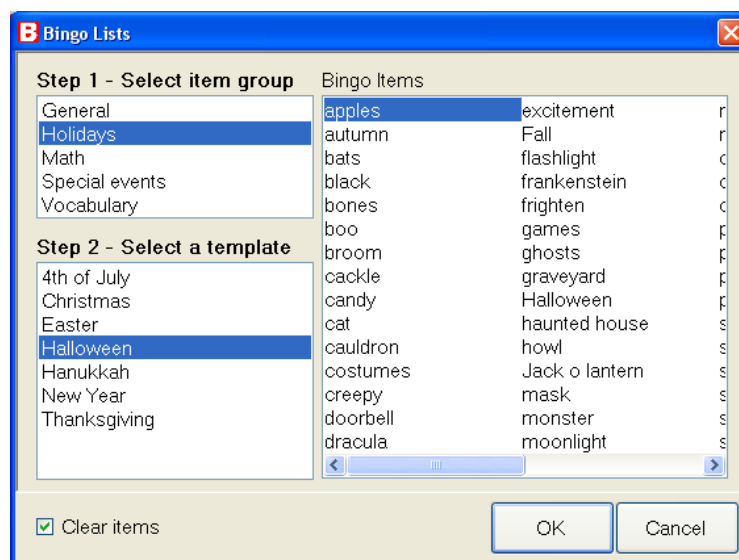 B Bingo Lists
Step 1 - Select item group
General
Holidays
Math
Special events
Vocabulary
Step 2 - Select a template
4th of July
Christmas
Easter
Halloween
Hanukkah
New Year
Thanksgiving
Bingo Items
apples
autumn
bats
black
bones
boo
broom
cackle
candy
cat
cauldron
costumes
creepy
doorbell
dracula
excitement
Fall
flashlight
frankenstein
frighten
games
ghosts
graveyard
Halloween
haunted house
howl
Jack o lantern
mask
monster
moonlight
Clear items
OK
Cancel